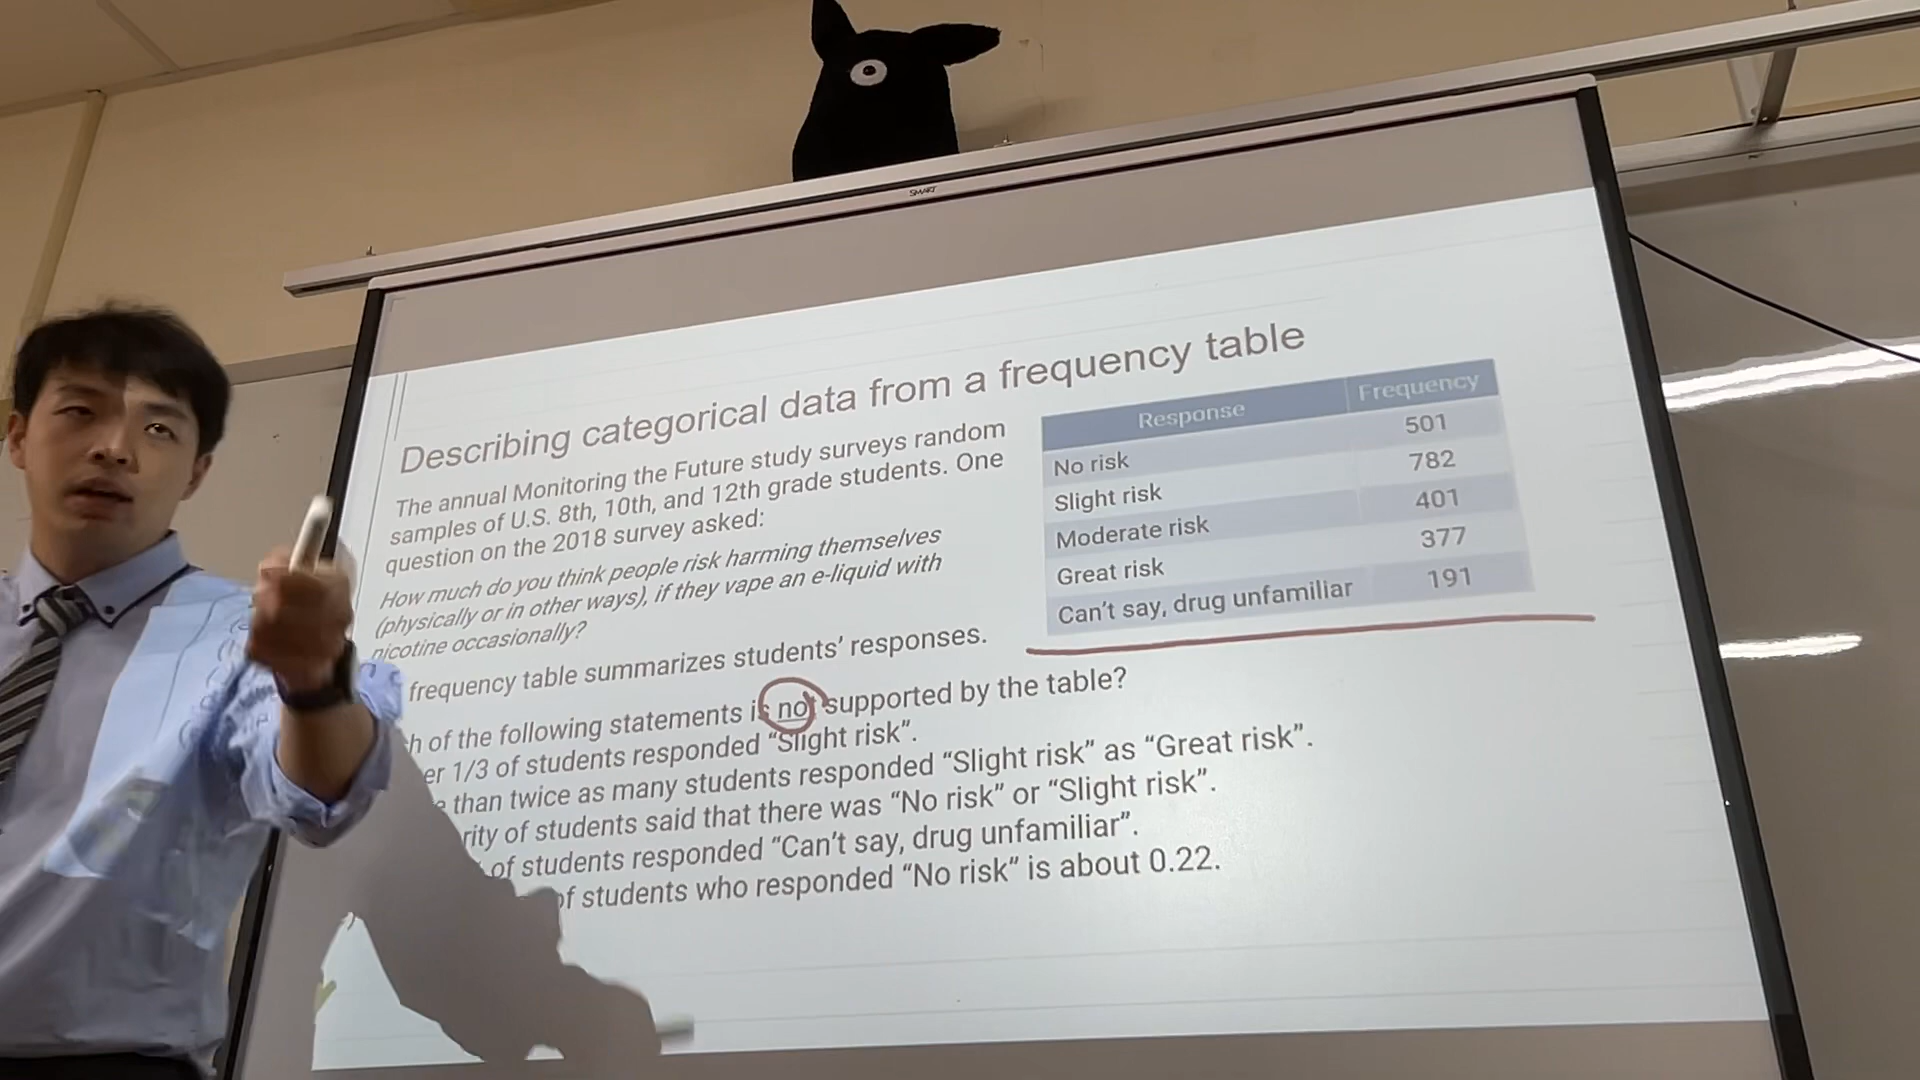 SMART
Describing categorical data from a frequency table
The annual Monitoring the Future study surveys random
samples of U.S. 8th, 10th, and 12th grade students. One
question on the 2018 survey asked:
How much do you think people risk harming themselves
(physically or in other ways), if they vape an e-liquid with
nicotine occasionally?
frequency table summarizes students’ responses.
Response Frequency
No risk 501
Slight risk 782
Moderate risk 401
Great risk 377
Can’t say, drug unfamiliar 191
of the following statements is not supported by the table?
1/3 of students responded “Slight risk”.
than twice as many students responded “Slight risk” as “Great risk”.
of students said that there was “No risk” or “Slight risk”.
of students responded “Can’t say, drug unfamiliar”.
of students who responded “No risk” is about 0.22.